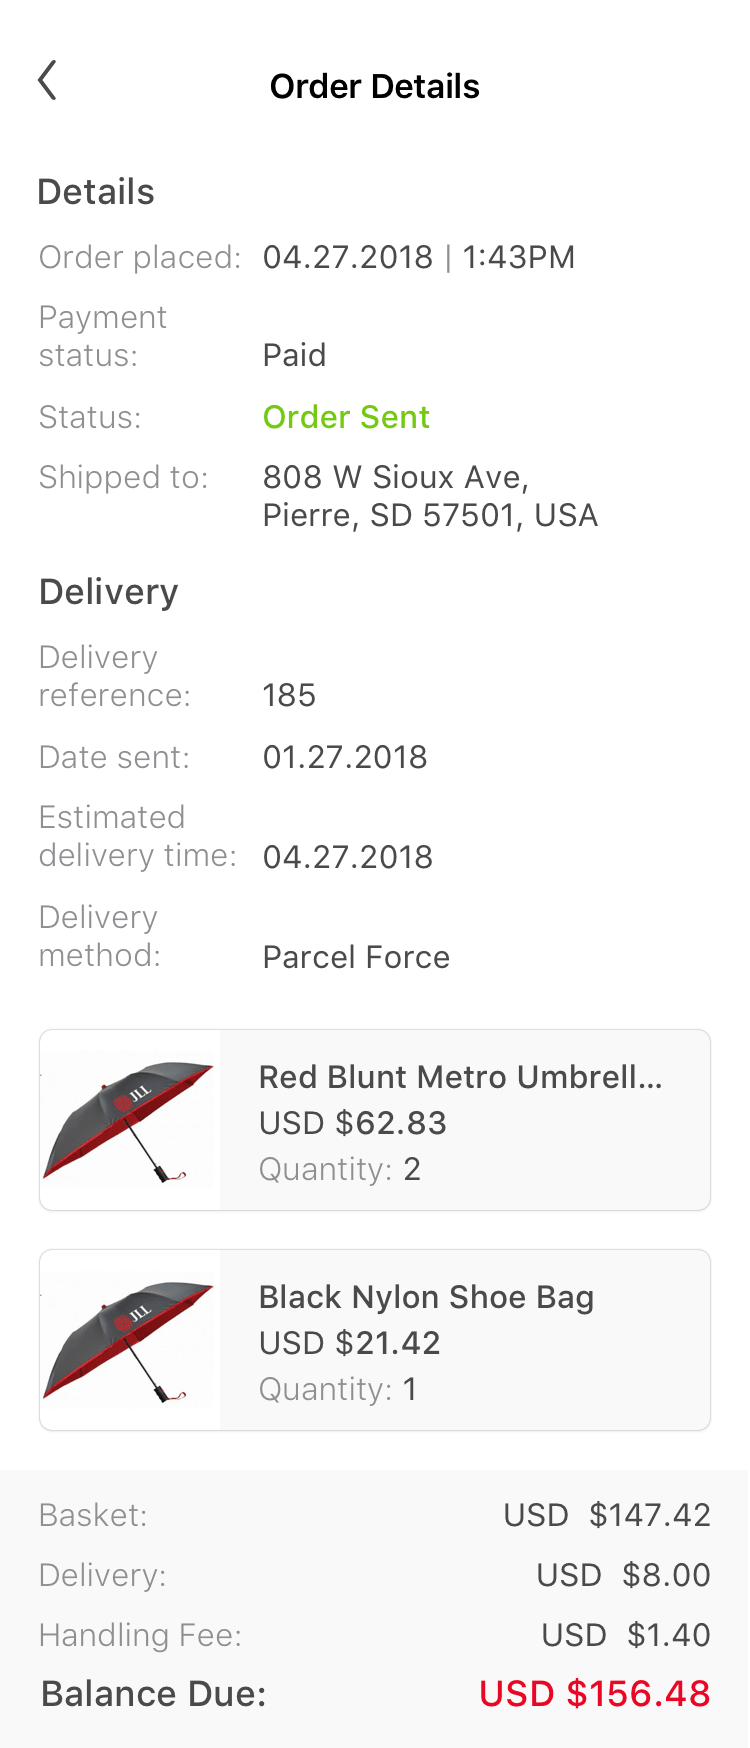 Order Details
Details
Order placed: 04.27.2018 | 1:43PM
Payment
status: Paid
Status: Order Sent
Shipped to: 808 W Sioux Ave,
Pierre, SD 57501, USA
Delivery
Delivery
reference: 185
Date sent: 01.27.2018
Estimated
delivery time: 04.27.2018
Delivery
method: Parcel Force
JLL
Red Blunt Metro Umbrell...
USD $62.83
Quantity: 2
JLL
Black Nylon Shoe Bag
USD $21.42
Quantity: 1
Basket: USD $147.42
Delivery: USD $8.00
Handling Fee: USD $1.40
Balance Due: USD $156.48